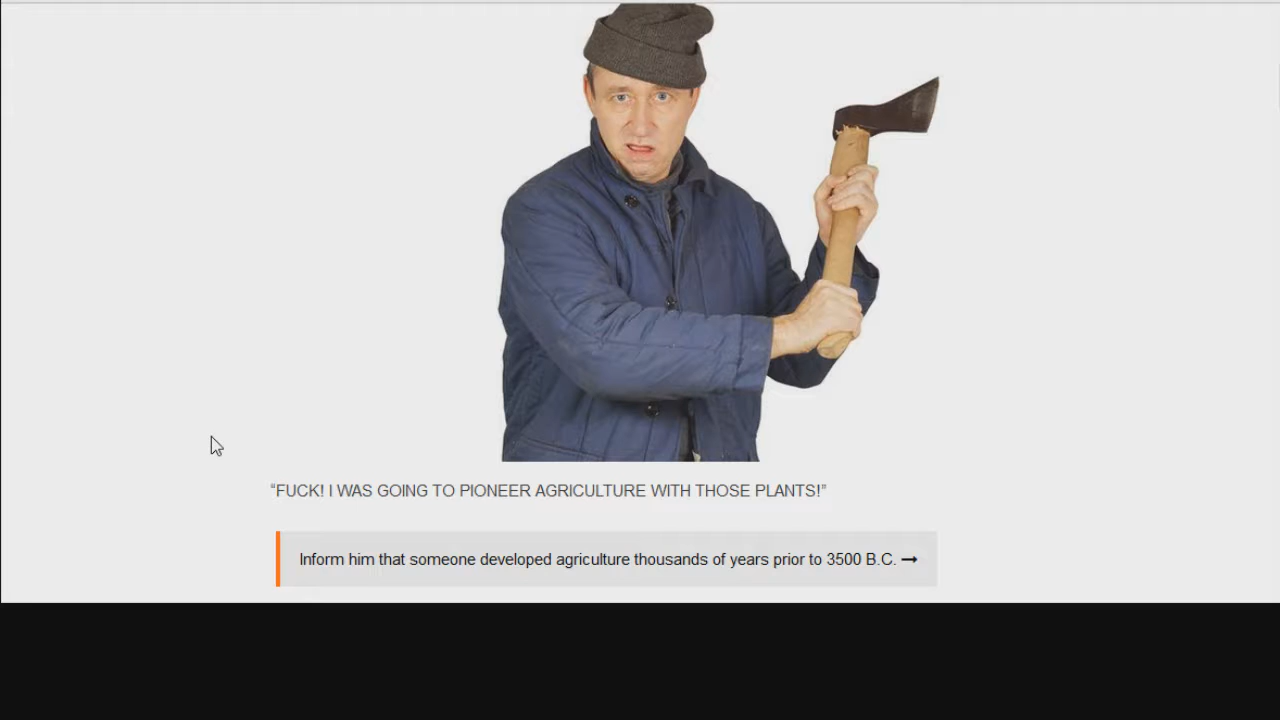 “FUCK! I WAS GOING TO PIONEER AGRICULTURE WITH THOSE PLANTS!”
Inform him that someone developed agriculture thousands of years prior to 3500 B.C. →